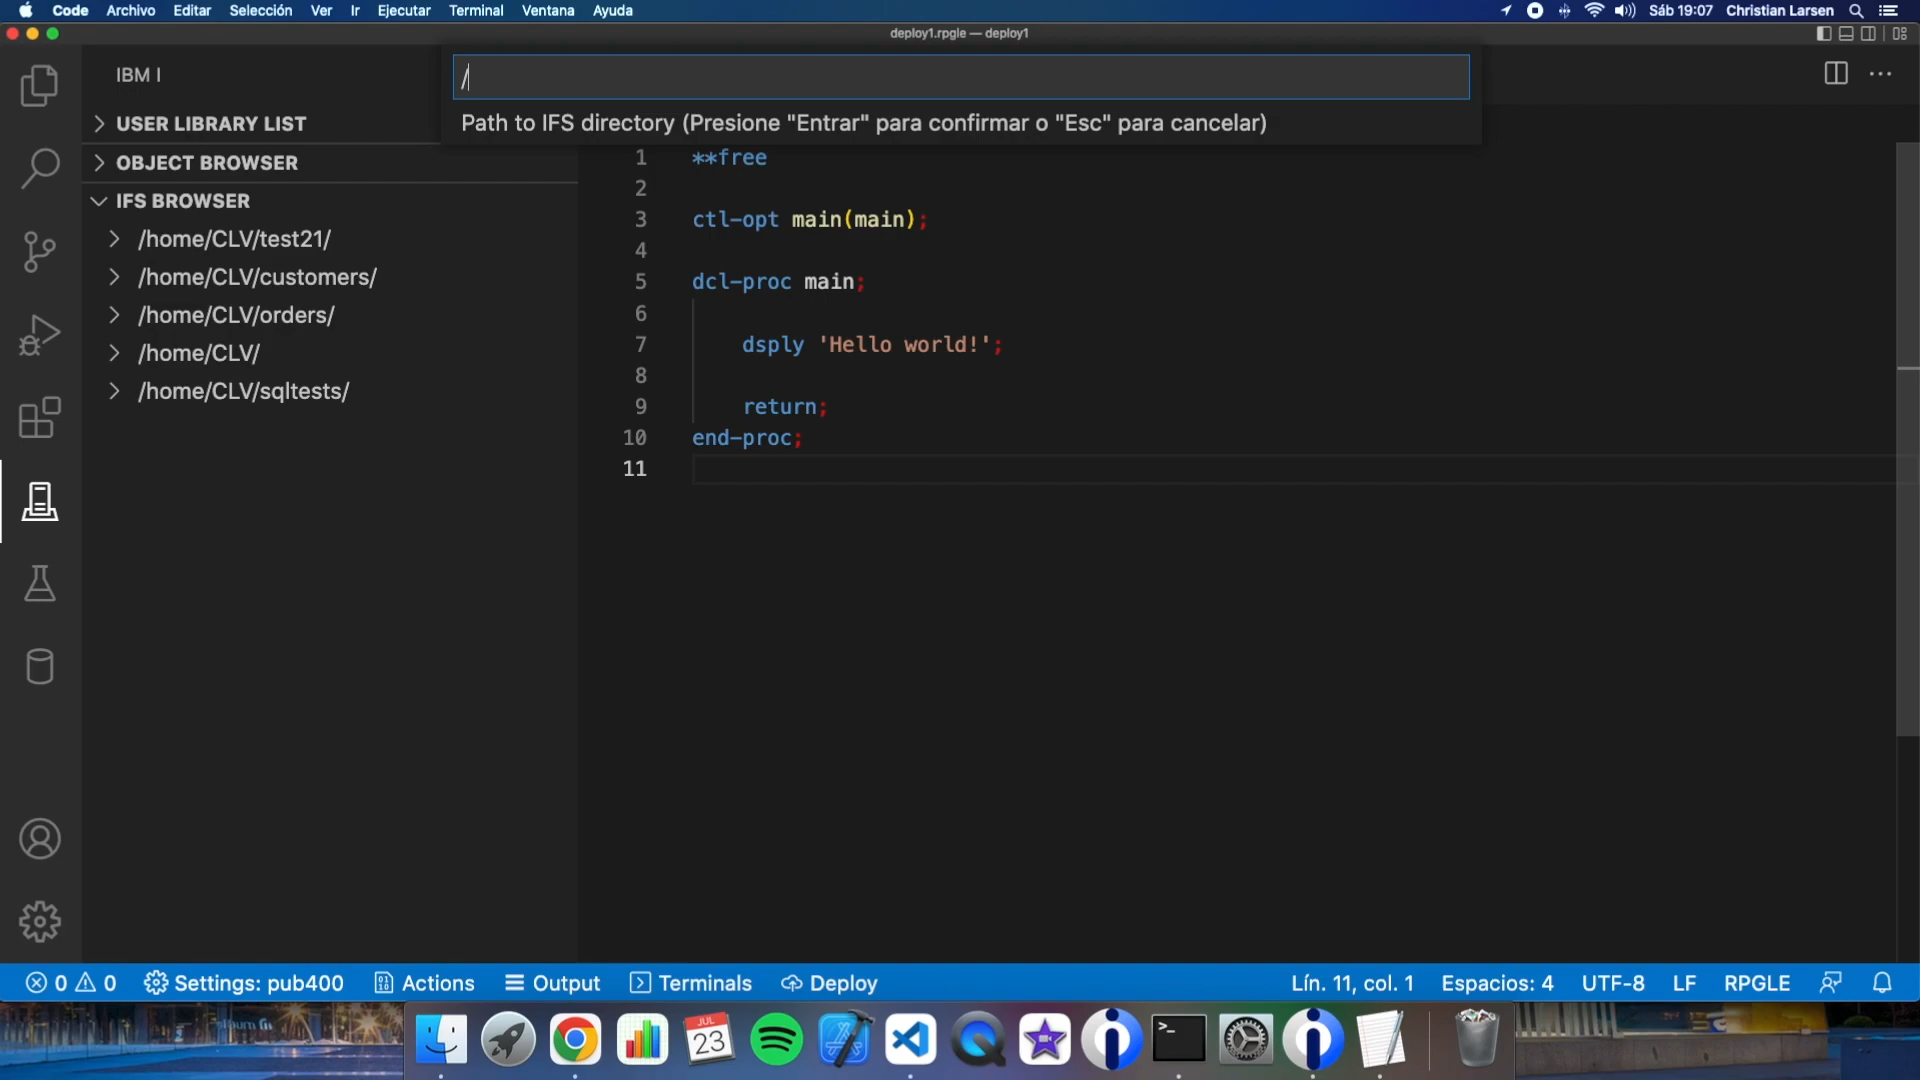 Code Archivo Editar Selección Ver Ir Ejecutar Terminal Ventana Ayuda Sáb 19:07 Christian Larsen
deploy1.rpgle — deploy1
IBM I
/
Path to IFS directory (Presione "Entrar" para confirmar o "Esc" para cancelar)
USER LIBRARY LIST
OBJECT BROWSER
IFS BROWSER
/home/CLV/test21/
/home/CLV/customers/
/home/CLV/orders/
/home/CLV/
/home/CLV/sqltests/
1 **free
2
3 ctl-opt main(main);
4
5 dcl-proc main;
6
7 dsply 'Hello world!';
8
9 return;
10 end-proc;
11
0 0 Settings: pub400 Actions Output Terminals Deploy Lín. 11, col. 1 Espacios: 4 UTF-8 LF RPGLE
JUL
23
>_